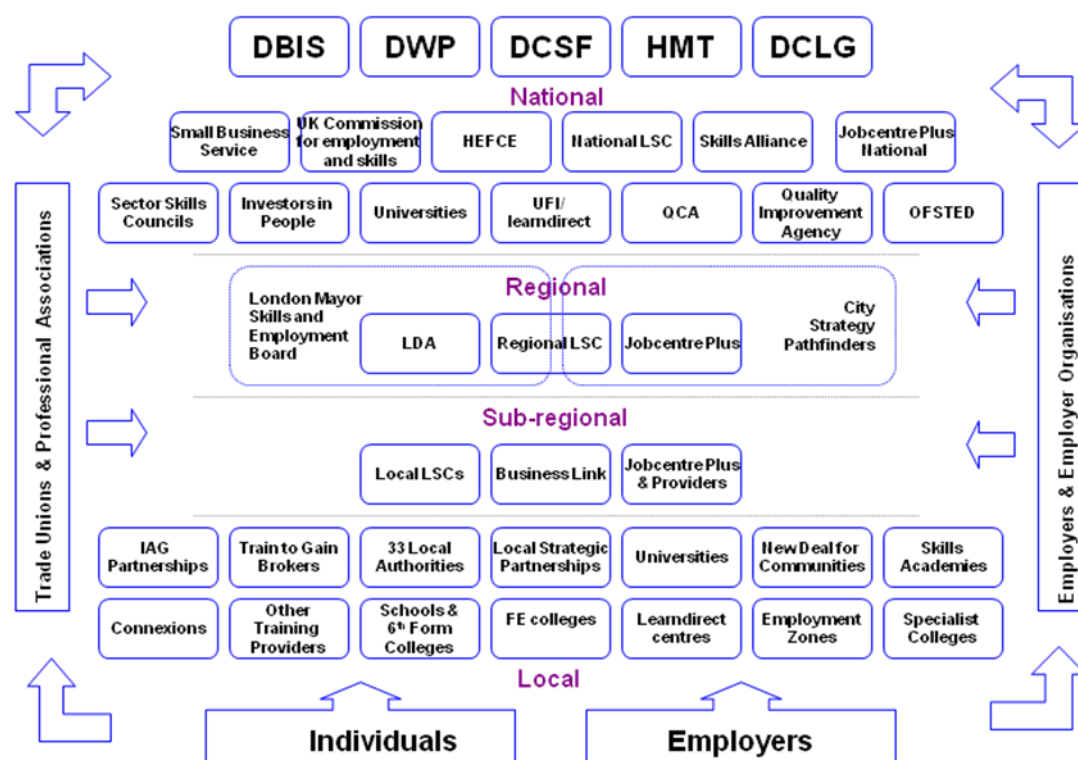 DBIS
DWP
DCSF
HMT
DCLG
National
Small Business
Service
UK Commission
for employment
and skills
HEFCE
National LSC
Skills Alliance
Jobcentre Plus
National
Sector Skills
Councils
Investors in
People
Universities
UFI/
learndirect
QCA
Quality
Improvement
Agency
OFSTED
Trade Unions & Professional Associations
Employers & Employer Organisations
Regional
London Mayor
Skills and
Employment
Board
LDA
Regional LSC
Jobcentre Plus
City
Strategy
Pathfinders
Sub-regional
Local LSCs
Business Link
Jobcentre Plus
& Providers
IAG
Partnerships
Train to Gain
Brokers
33 Local
Authorities
Local Strategic
Partnerships
Universities
New Deal for
Communities
Skills
Academies
Connexions
Other
Training
Providers
Schools &
6th Form
Colleges
FE colleges
Learndirect
centres
Employment
Zones
Specialist
Colleges
Local
Individuals
Employers